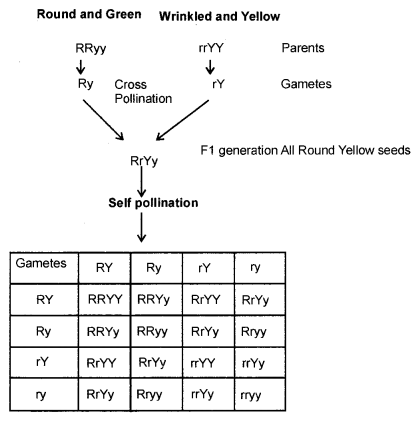 Round and Green Wrinkled and Yellow
RRyy rrYY Parents
Ry Cross rY Gametes
Pollination
RrYy F1 generation All Round Yellow seeds
Self pollination
Gametes RY Ry rY ry
RY RRYY RRYy RrYY RrYy
Ry RRYy RRyy RrYy Rryy
rY RrYY RrYy rrYY rrYy
ry RrYy Rryy rrYy rryy